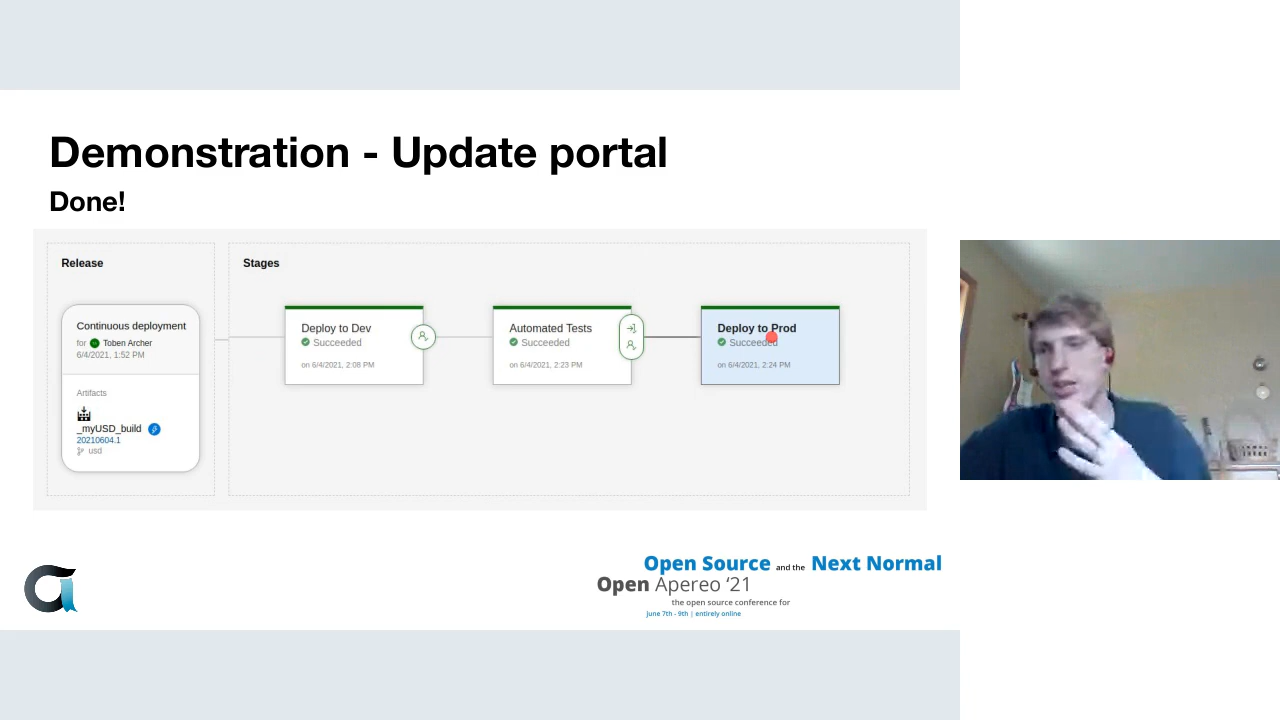 Demonstration - Update portal
Done!
Release
Stages
Continuous deployment
for Toben Archer
6/4/2021, 1:52 PM
Artifacts
_myUSD_build
20210604.1
usd
Deploy to Dev
Succeeded
on 6/4/2021, 2:08 PM
Automated Tests
Succeeded
on 6/4/2021, 2:23 PM
Deploy to Prod
Succeeded
on 6/4/2021, 2:24 PM
Open Source and the Next Normal
Open Apereo ‘21
the open source conference for
June 7th - 9th | entirely online